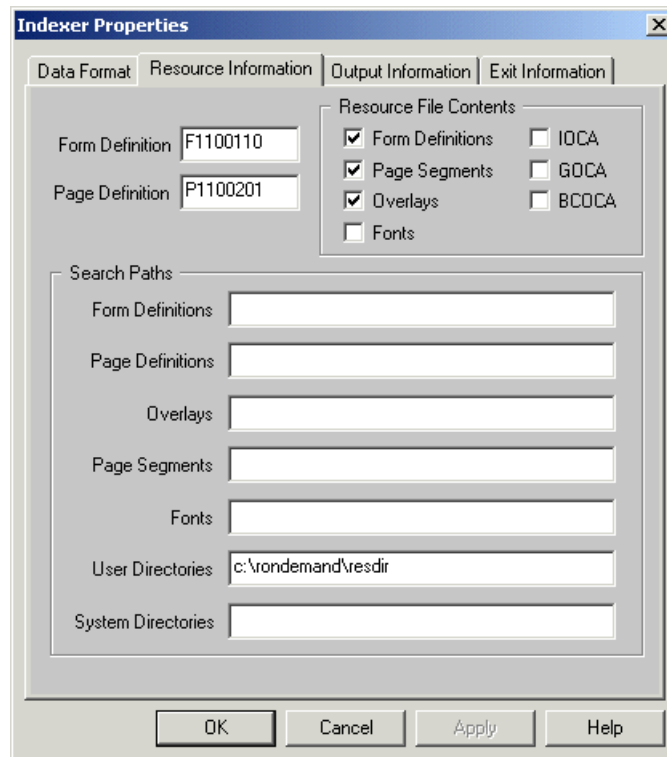 Indexer Properties
Data Format
Resource Information
Output Information
Exit Information
Form Definition F1100110
Page Definition P1100201
Resource File Contents
Form Definitions
IOCA
Page Segments
GOCA
Overlays
BCOCA
Fonts
Search Paths
Form Definitions
Page Definitions
Overlays
Page Segments
Fonts
User Directories c:\rondemand\resdir
System Directories
OK
Cancel
Apply
Help